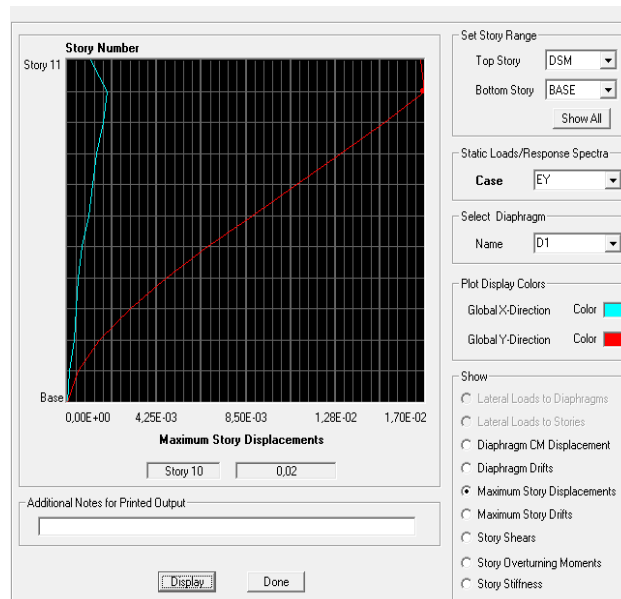 Story Number
Story 11
Base
0,00E+00 4,25E-03 8,50E-03 1,28E-02 1,70E-02
Maximum Story Displacements
Story 10 0,02
Additional Notes for Printed Output
Display Done
Set Story Range
Top Story DSM
Bottom Story BASE
Show All
Static Loads/Response Spectra
Case EY
Select Diaphragm
Name D1
Plot Display Colors
Global X-Direction Color
Global Y-Direction Color
Show
Lateral Loads to Diaphragms
Lateral Loads to Stories
Diaphragm CM Displacement
Diaphragm Drifts
Maximum Story Displacements
Maximum Story Drifts
Story Shears
Story Overturning Moments
Story Stiffness